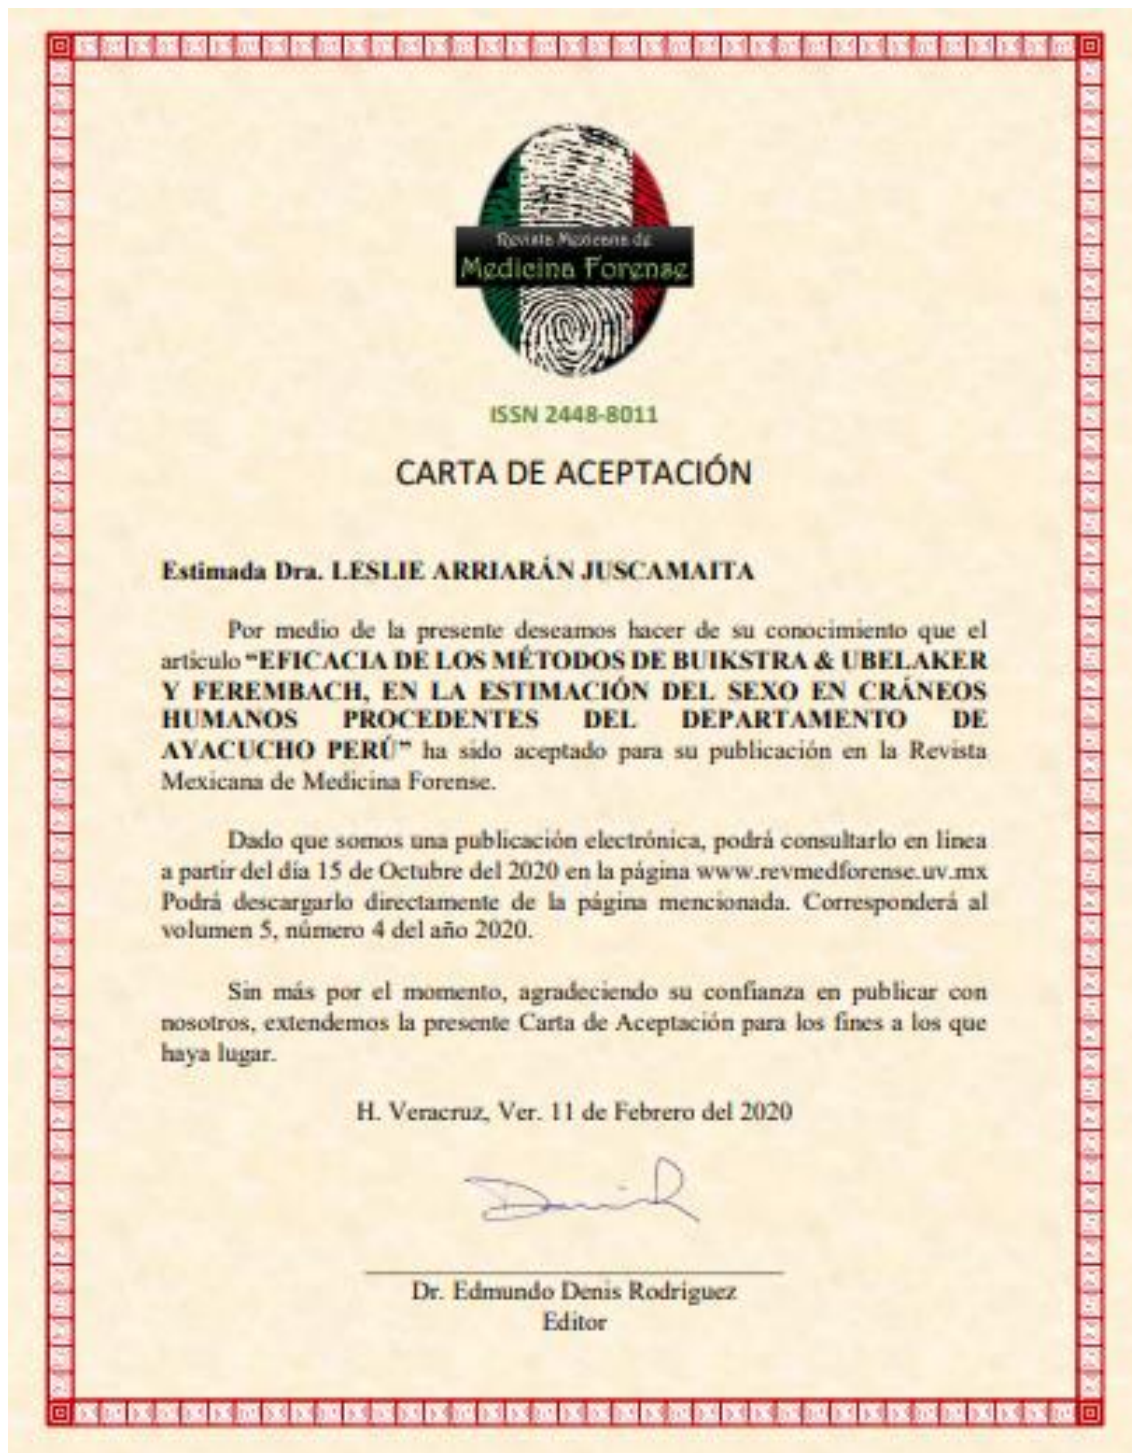 Revista Mexicana de
Medicina Forense
ISSN 2448-8011
CARTA DE ACEPTACIÓN
Estimada Dra. LESLIE ARRIARÁN JUSCAMAITA
Por medio de la presente deseamos hacer de su conocimiento que el
articulo “EFICACIA DE LOS MÉTODOS DE BUIKSTRA & UBELAKER
Y FEREMBACH, EN LA ESTIMACIÓN DEL SEXO EN CRÁNEOS
HUMANOS PROCEDENTES DEL DEPARTAMENTO DE
AYACUCHO PERÚ” ha sido aceptado para su publicación en la Revista
Mexicana de Medicina Forense.
Dado que somos una publicación electrónica, podrá consultarlo en línea
a partir del día 15 de Octubre del 2020 en la página www.revmedforense.uv.mx
Podrá descargarlo directamente de la página mencionada. Corresponderá al
volumen 5, número 4 del año 2020.
Sin más por el momento, agradeciendo su confianza en publicar con
nosotros, extendemos la presente Carta de Aceptación para los fines a los que
haya lugar.
H. Veracruz, Ver. 11 de Febrero del 2020
Dr. Edmundo Denis Rodríguez
Editor